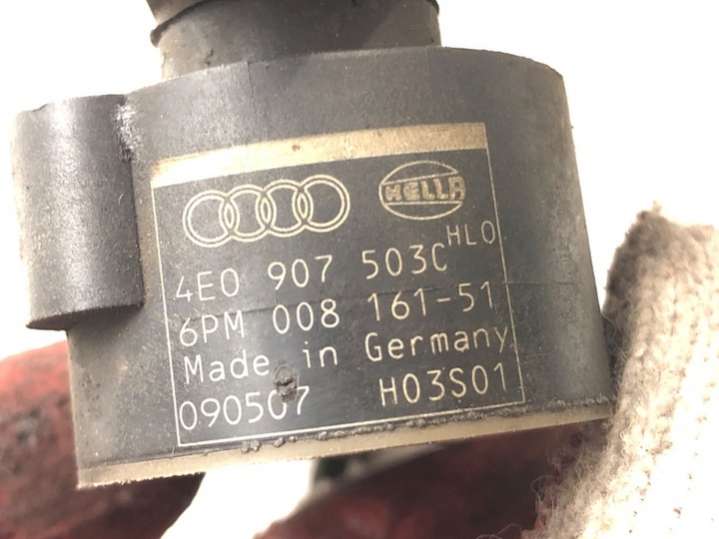 HELLA
4E0 907 503C HLO
6PM 008 161-51
Made in Germany
090507 H03S01